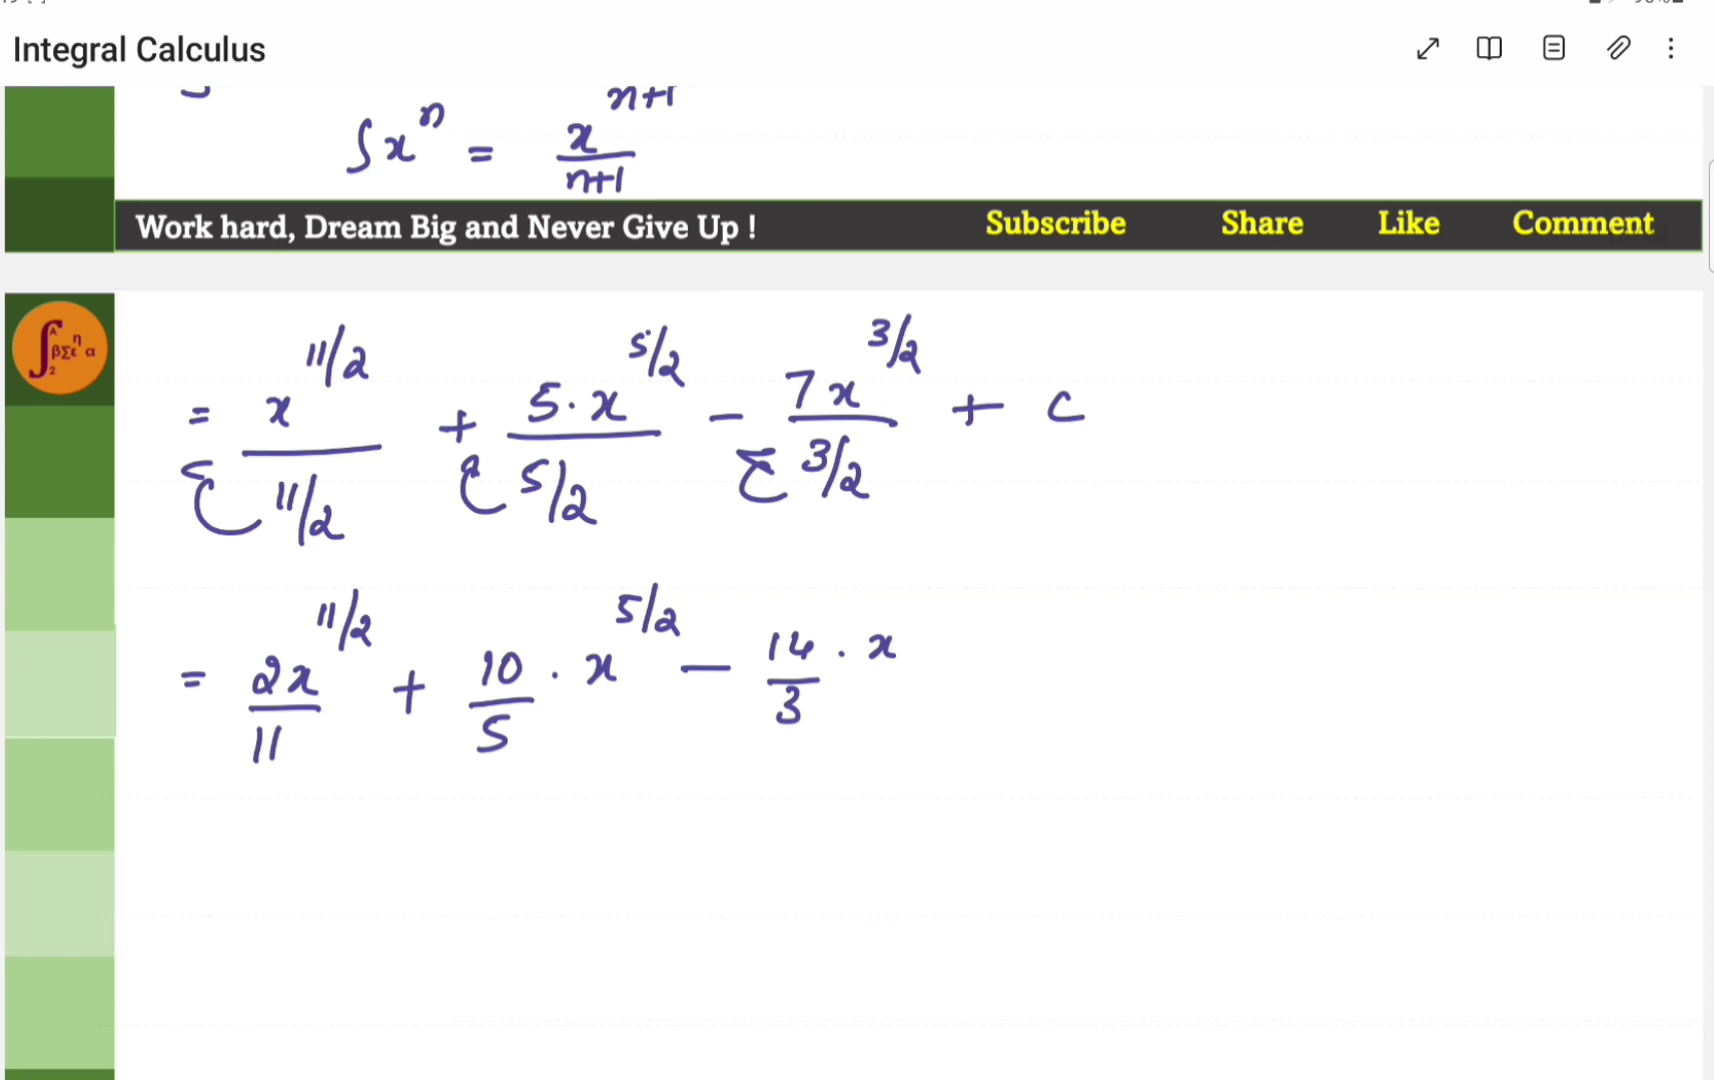 Integral Calculus
∫xⁿ = x^(n+1) / (n+1)
Work hard, Dream Big and Never Give Up ! Subscribe Share Like Comment
= x^(11/2) / (11/2) + 5·x^(5/2) / (5/2) − 7x^(3/2) / (3/2) + c
= 2x^(11/2) / 11 + 10/5 · x^(5/2) − 14/3 · x